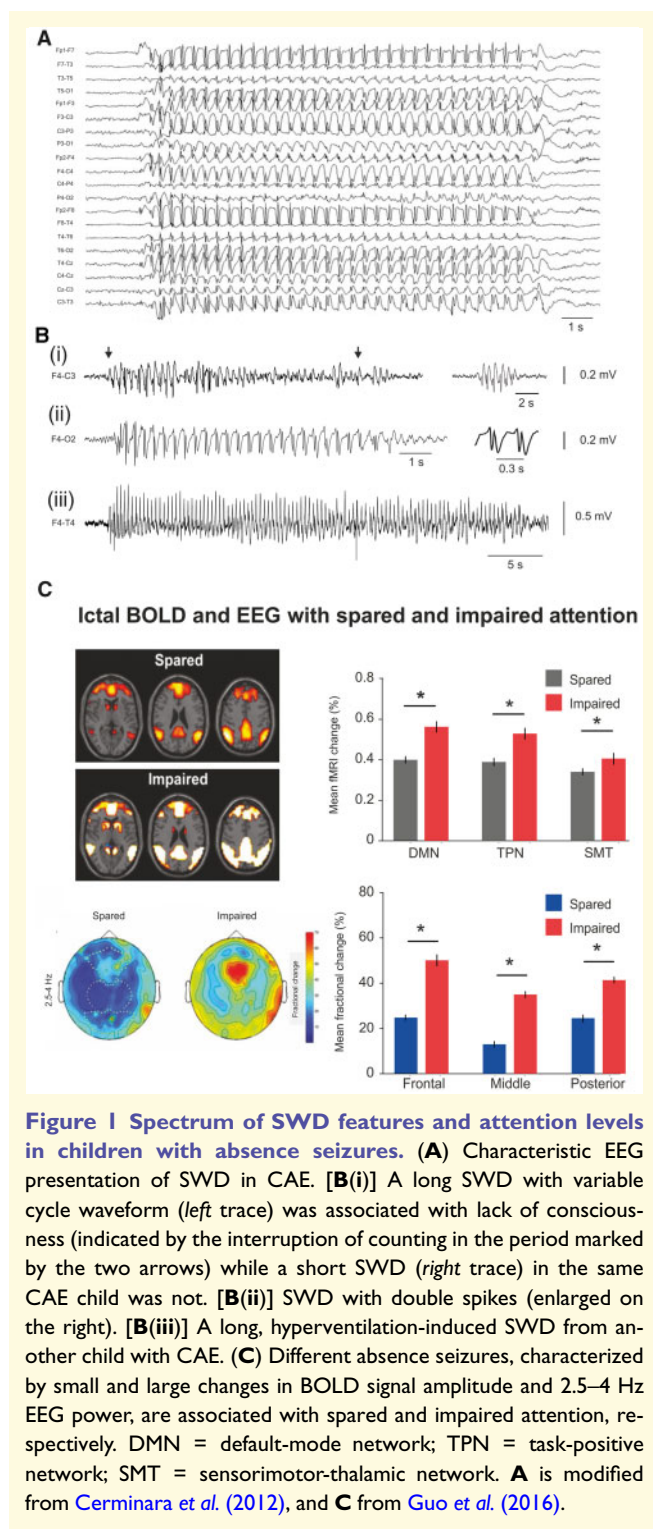 A
Fp1-F7
F7-T3
T3-T5
T5-O1
Fp1-F3
F3-C3
C3-P3
P3-O1
Fp2-F4
F4-C4
C4-P4
P4-O2
Fp2-F8
F8-T4
T4-T6
T6-O2
T4-Cz
C4-Cz
Cz-C3
C3-T3
1 s
B
(i)
F4-C3
2 s
0.2 mV
(ii)
F4-O2
1 s
0.3 s
0.2 mV
(iii)
F4-T4
0.5 mV
5 s
C
Ictal BOLD and EEG with spared and impaired attention
Spared
Impaired
Mean fMRI change (%)
0.8
0.6
0.4
0.2
0
* * *
Spared
Impaired
DMN TPN SMT
Spared Impaired
2.5-4 Hz
Fractional change
Mean fractional change (%)
80
60
40
20
0
* * *
Spared
Impaired
Frontal Middle Posterior
Figure 1 Spectrum of SWD features and attention levels
in children with absence seizures. (A) Characteristic EEG
presentation of SWD in CAE. [B(i)] A long SWD with variable
cycle waveform (left trace) was associated with lack of conscious-
ness (indicated by the interruption of counting in the period marked
by the two arrows) while a short SWD (right trace) in the same
CAE child was not. [B(ii)] SWD with double spikes (enlarged on
the right). [B(iii)] A long, hyperventilation-induced SWD from an-
other child with CAE. (C) Different absence seizures, characterized
by small and large changes in BOLD signal amplitude and 2.5–4 Hz
EEG power, are associated with spared and impaired attention, re-
spectively. DMN = default-mode network; TPN = task-positive
network; SMT = sensorimotor-thalamic network. A is modified
from Cerminara et al. (2012), and C from Guo et al. (2016).